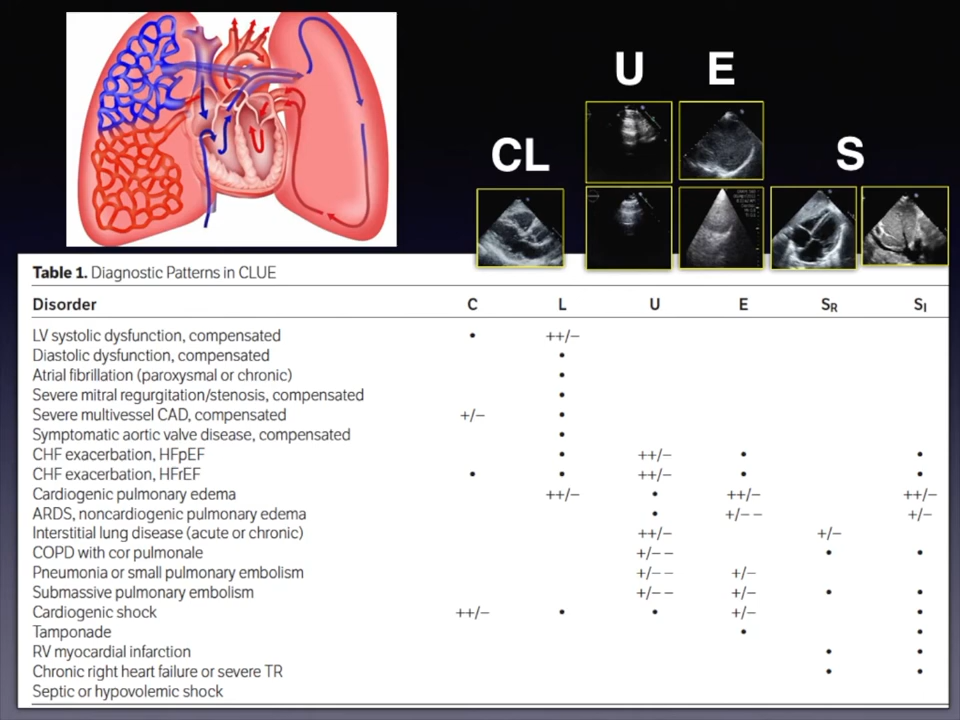 U E
CL S
Table 1. Diagnostic Patterns in CLUE
Disorder C L U E SR SI
LV systolic dysfunction, compensated • ++/−
Diastolic dysfunction, compensated •
Atrial fibrillation (paroxysmal or chronic) •
Severe mitral regurgitation/stenosis, compensated •
Severe multivessel CAD, compensated +/− •
Symptomatic aortic valve disease, compensated •
CHF exacerbation, HFpEF • ++/− • •
CHF exacerbation, HFrEF • • ++/− • •
Cardiogenic pulmonary edema ++/− • ++/− ++/−
ARDS, noncardiogenic pulmonary edema • +/−− +/−
Interstitial lung disease (acute or chronic) ++/− +/−
COPD with cor pulmonale +/−− • •
Pneumonia or small pulmonary embolism +/−− +/−
Submassive pulmonary embolism +/−− +/− • •
Cardiogenic shock ++/− • • +/− •
Tamponade • •
RV myocardial infarction • •
Chronic right heart failure or severe TR • •
Septic or hypovolemic shock